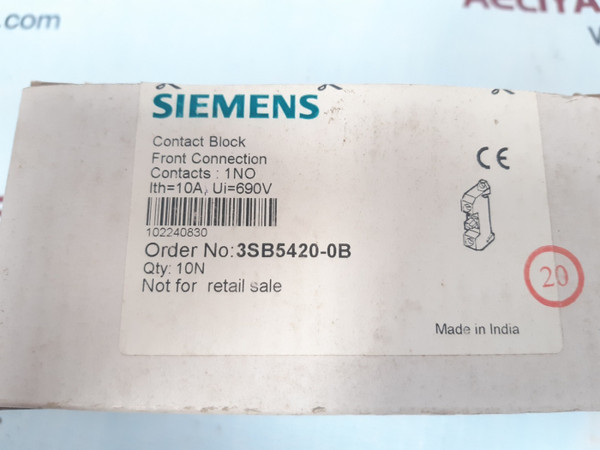 .com
SIEMENS
Contact Block
Front Connection
Contacts : 1NO
Ith=10A, Ui=690V
102240830
Order No:3SB5420-0B
Qty: 10N
Not for retail sale
CE
20
Made in India